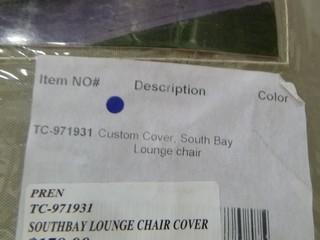 Item NO# Description Color
TC-971931 Custom Cover, South Bay
Lounge chair
PREN
TC-971931
SOUTHBAY LOUNGE CHAIR COVER